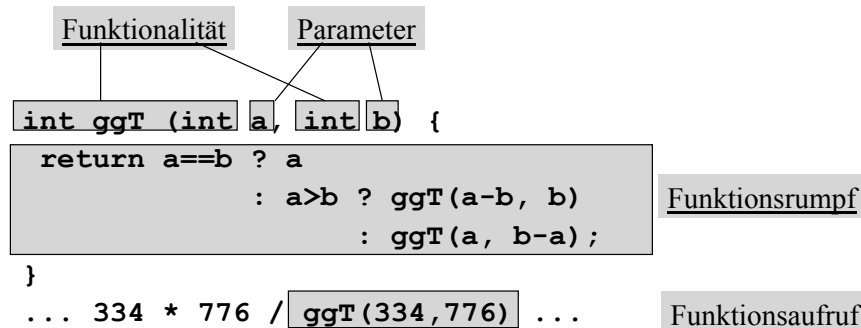 Funktionalität Parameter
int ggT (int a, int b) {
return a==b ? a
: a>b ? ggT(a-b, b)
Funktionsrumpf
: ggT(a, b-a);
}
... 334 * 776 / ggT(334,776) ... Funktionsaufruf